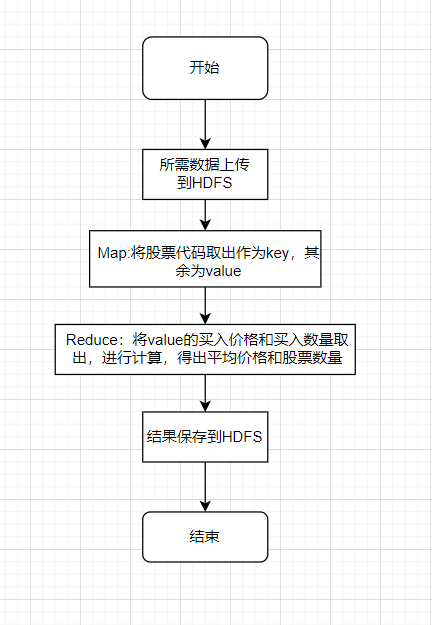 开始
所需数据上传
到HDFS
Map:将股票代码取出作为key，其
余为value
Reduce：将value的买入价格和买入数量取
出，进行计算，得出平均价格和股票数量
结果保存到HDFS
结束